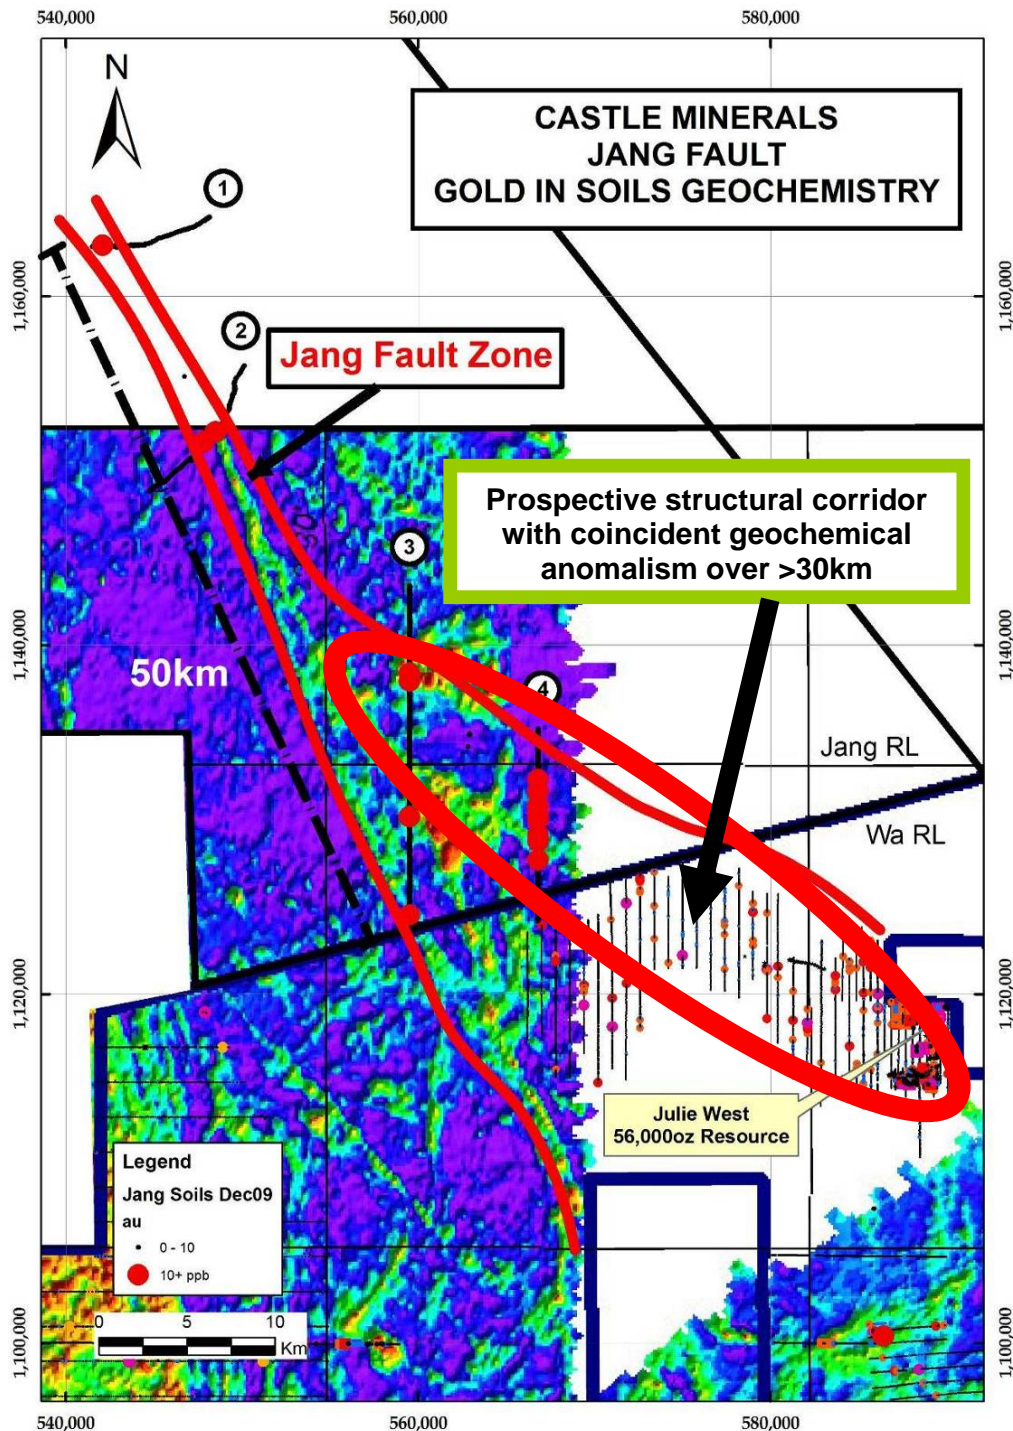 540,000
560,000
580,000
N
CASTLE MINERALS
JANG FAULT
GOLD IN SOILS GEOCHEMISTRY
1
1,160,000
1,160,000
2
Jang Fault Zone
Prospective structural corridor
with coincident geochemical
anomalism over >30km
3
1,140,000
1,140,000
50km
4
Jang RL
Wa RL
1,120,000
1,120,000
Julie West
56,000oz Resource
Legend
Jang Soils Dec09
au
0 - 10
10+ ppb
0 5 10
Km
1,100,000
1,100,000
540,000
560,000
580,000